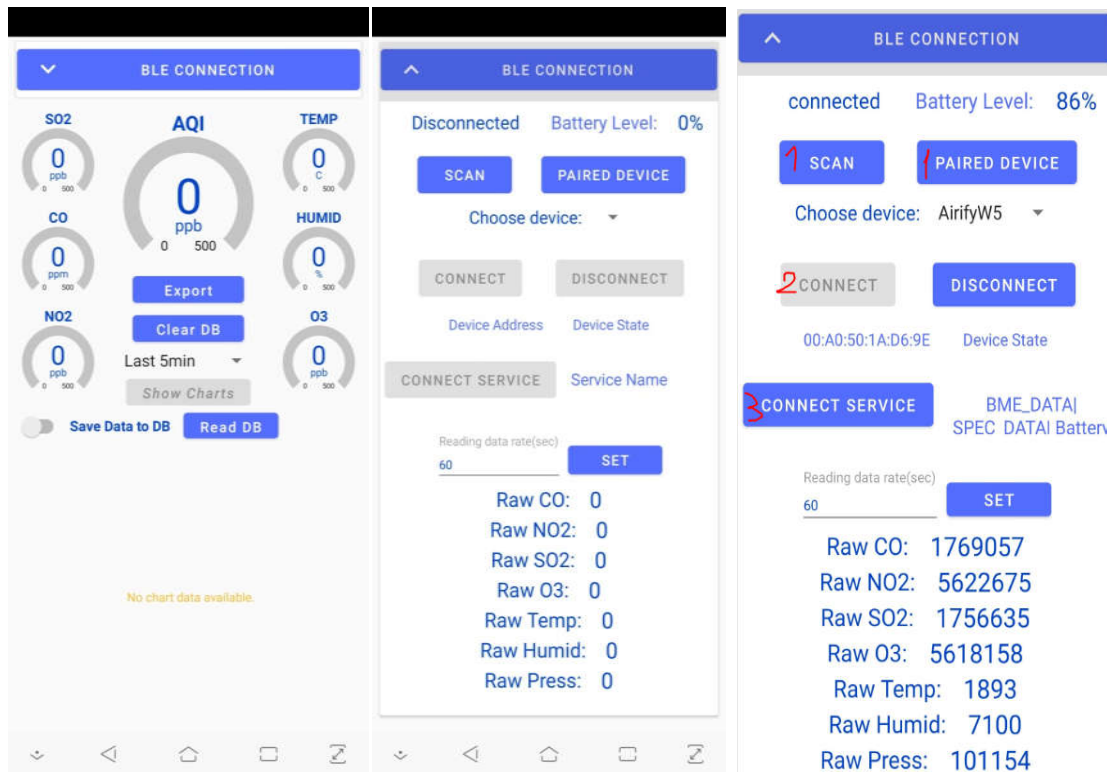 BLE CONNECTION
SO2
AQI
TEMP
0
ppb
0 500
0
ppb
0 500
0
C
0 500
CO
HUMID
0
ppm
0 500
0
%
0 500
Export
NO2
O3
Clear DB
0
ppb
0 500
Last 5min
0
ppb
0 500
Show Charts
Save Data to DB Read DB
No chart data available.
BLE CONNECTION
Disconnected Battery Level: 0%
SCAN PAIRED DEVICE
Choose device:
CONNECT DISCONNECT
Device Address Device State
CONNECT SERVICE Service Name
Reading data rate(sec)
60 SET
Raw CO: 0
Raw NO2: 0
Raw SO2: 0
Raw O3: 0
Raw Temp: 0
Raw Humid: 0
Raw Press: 0
BLE CONNECTION
connected Battery Level: 86%
1 SCAN 1 PAIRED DEVICE
Choose device: AirifyW5
2 CONNECT DISCONNECT
00:A0:50:1A:D6:9E Device State
3 CONNECT SERVICE BME_DATA|
SPEC DATA| Battery
Reading data rate(sec)
60 SET
Raw CO: 1769057
Raw NO2: 5622675
Raw SO2: 1756635
Raw O3: 5618158
Raw Temp: 1893
Raw Humid: 7100
Raw Press: 101154